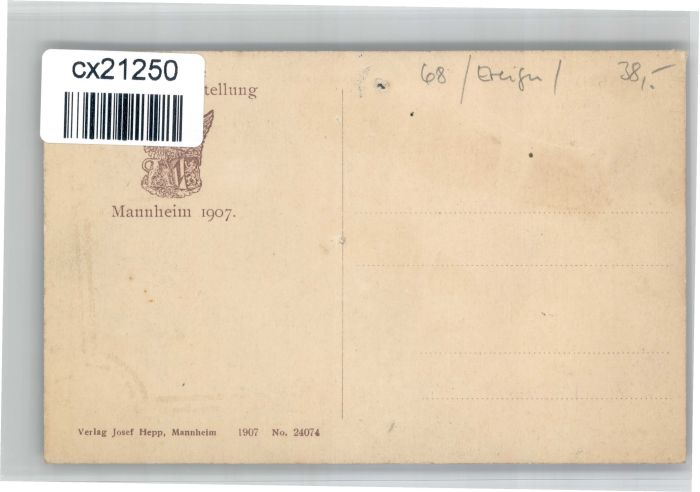 cx21250
tellung
Mannheim 1907.
68 / Ereign / 38,-
Verlag Josef Hepp, Mannheim 1907 No. 24074